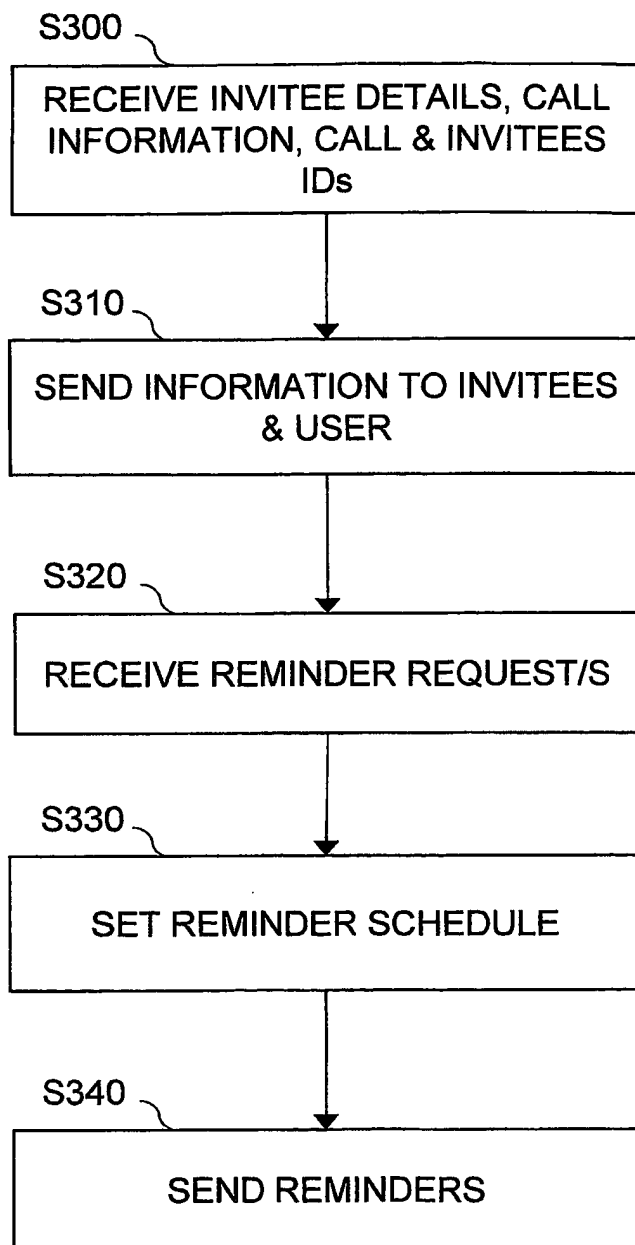 S300
RECEIVE INVITEE DETAILS, CALL
INFORMATION, CALL & INVITEES
IDs
S310
SEND INFORMATION TO INVITEES
& USER
S320
RECEIVE REMINDER REQUEST/S
S330
SET REMINDER SCHEDULE
S340
SEND REMINDERS